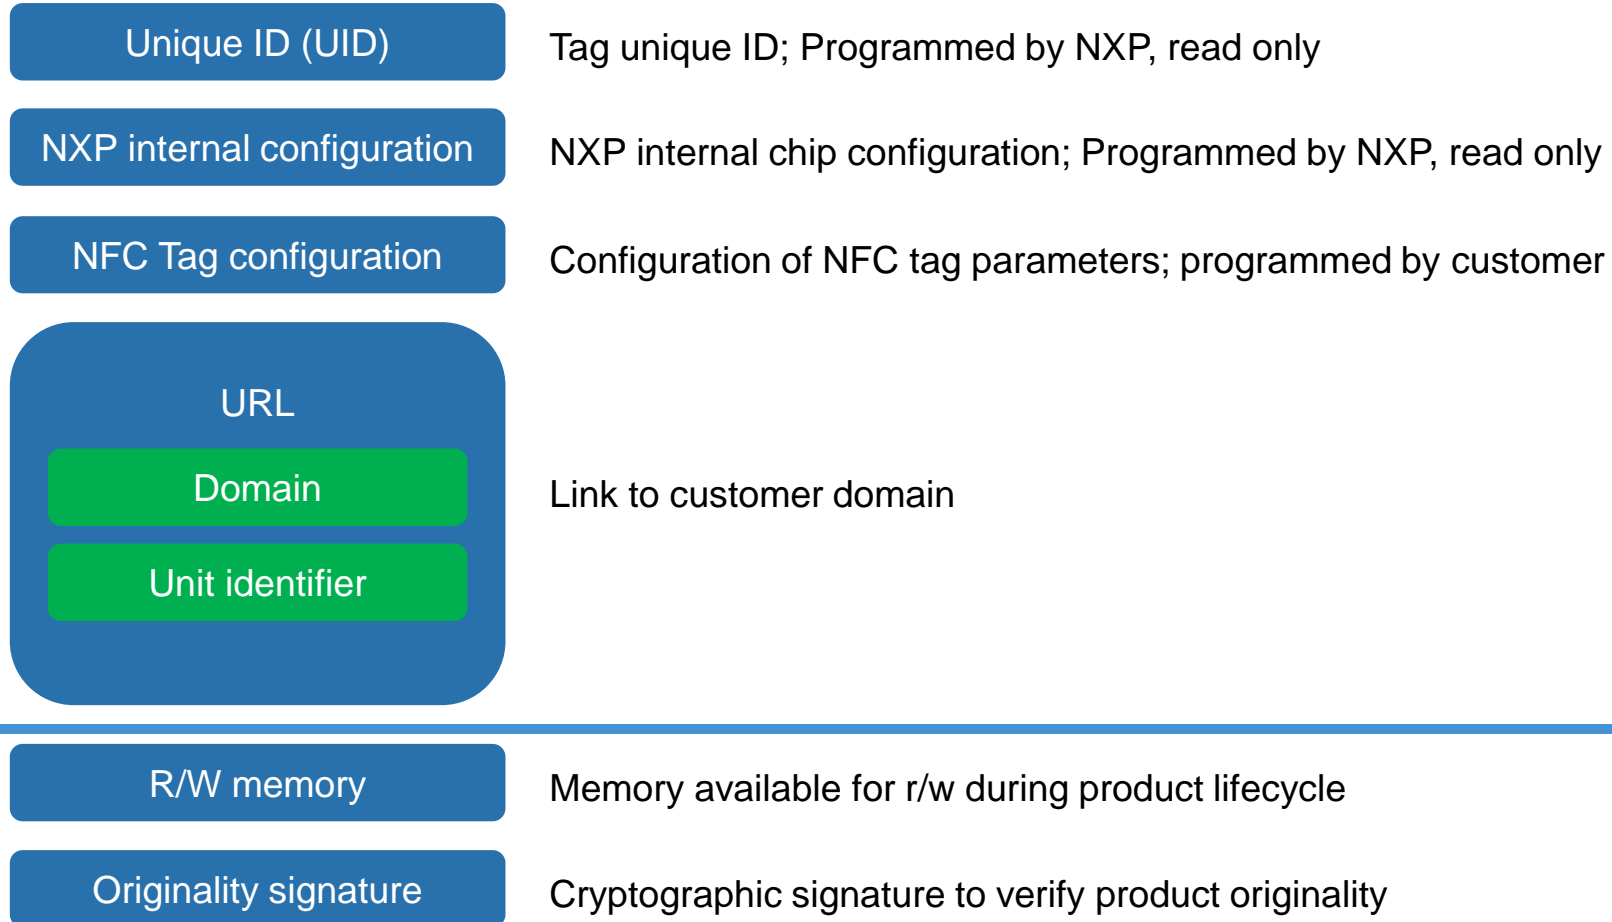 Unique ID (UID)
Tag unique ID; Programmed by NXP, read only
NXP internal configuration
NXP internal chip configuration; Programmed by NXP, read only
NFC Tag configuration
Configuration of NFC tag parameters; programmed by customer
URL
Domain
Link to customer domain
Unit identifier
R/W memory
Memory available for r/w during product lifecycle
Originality signature
Cryptographic signature to verify product originality